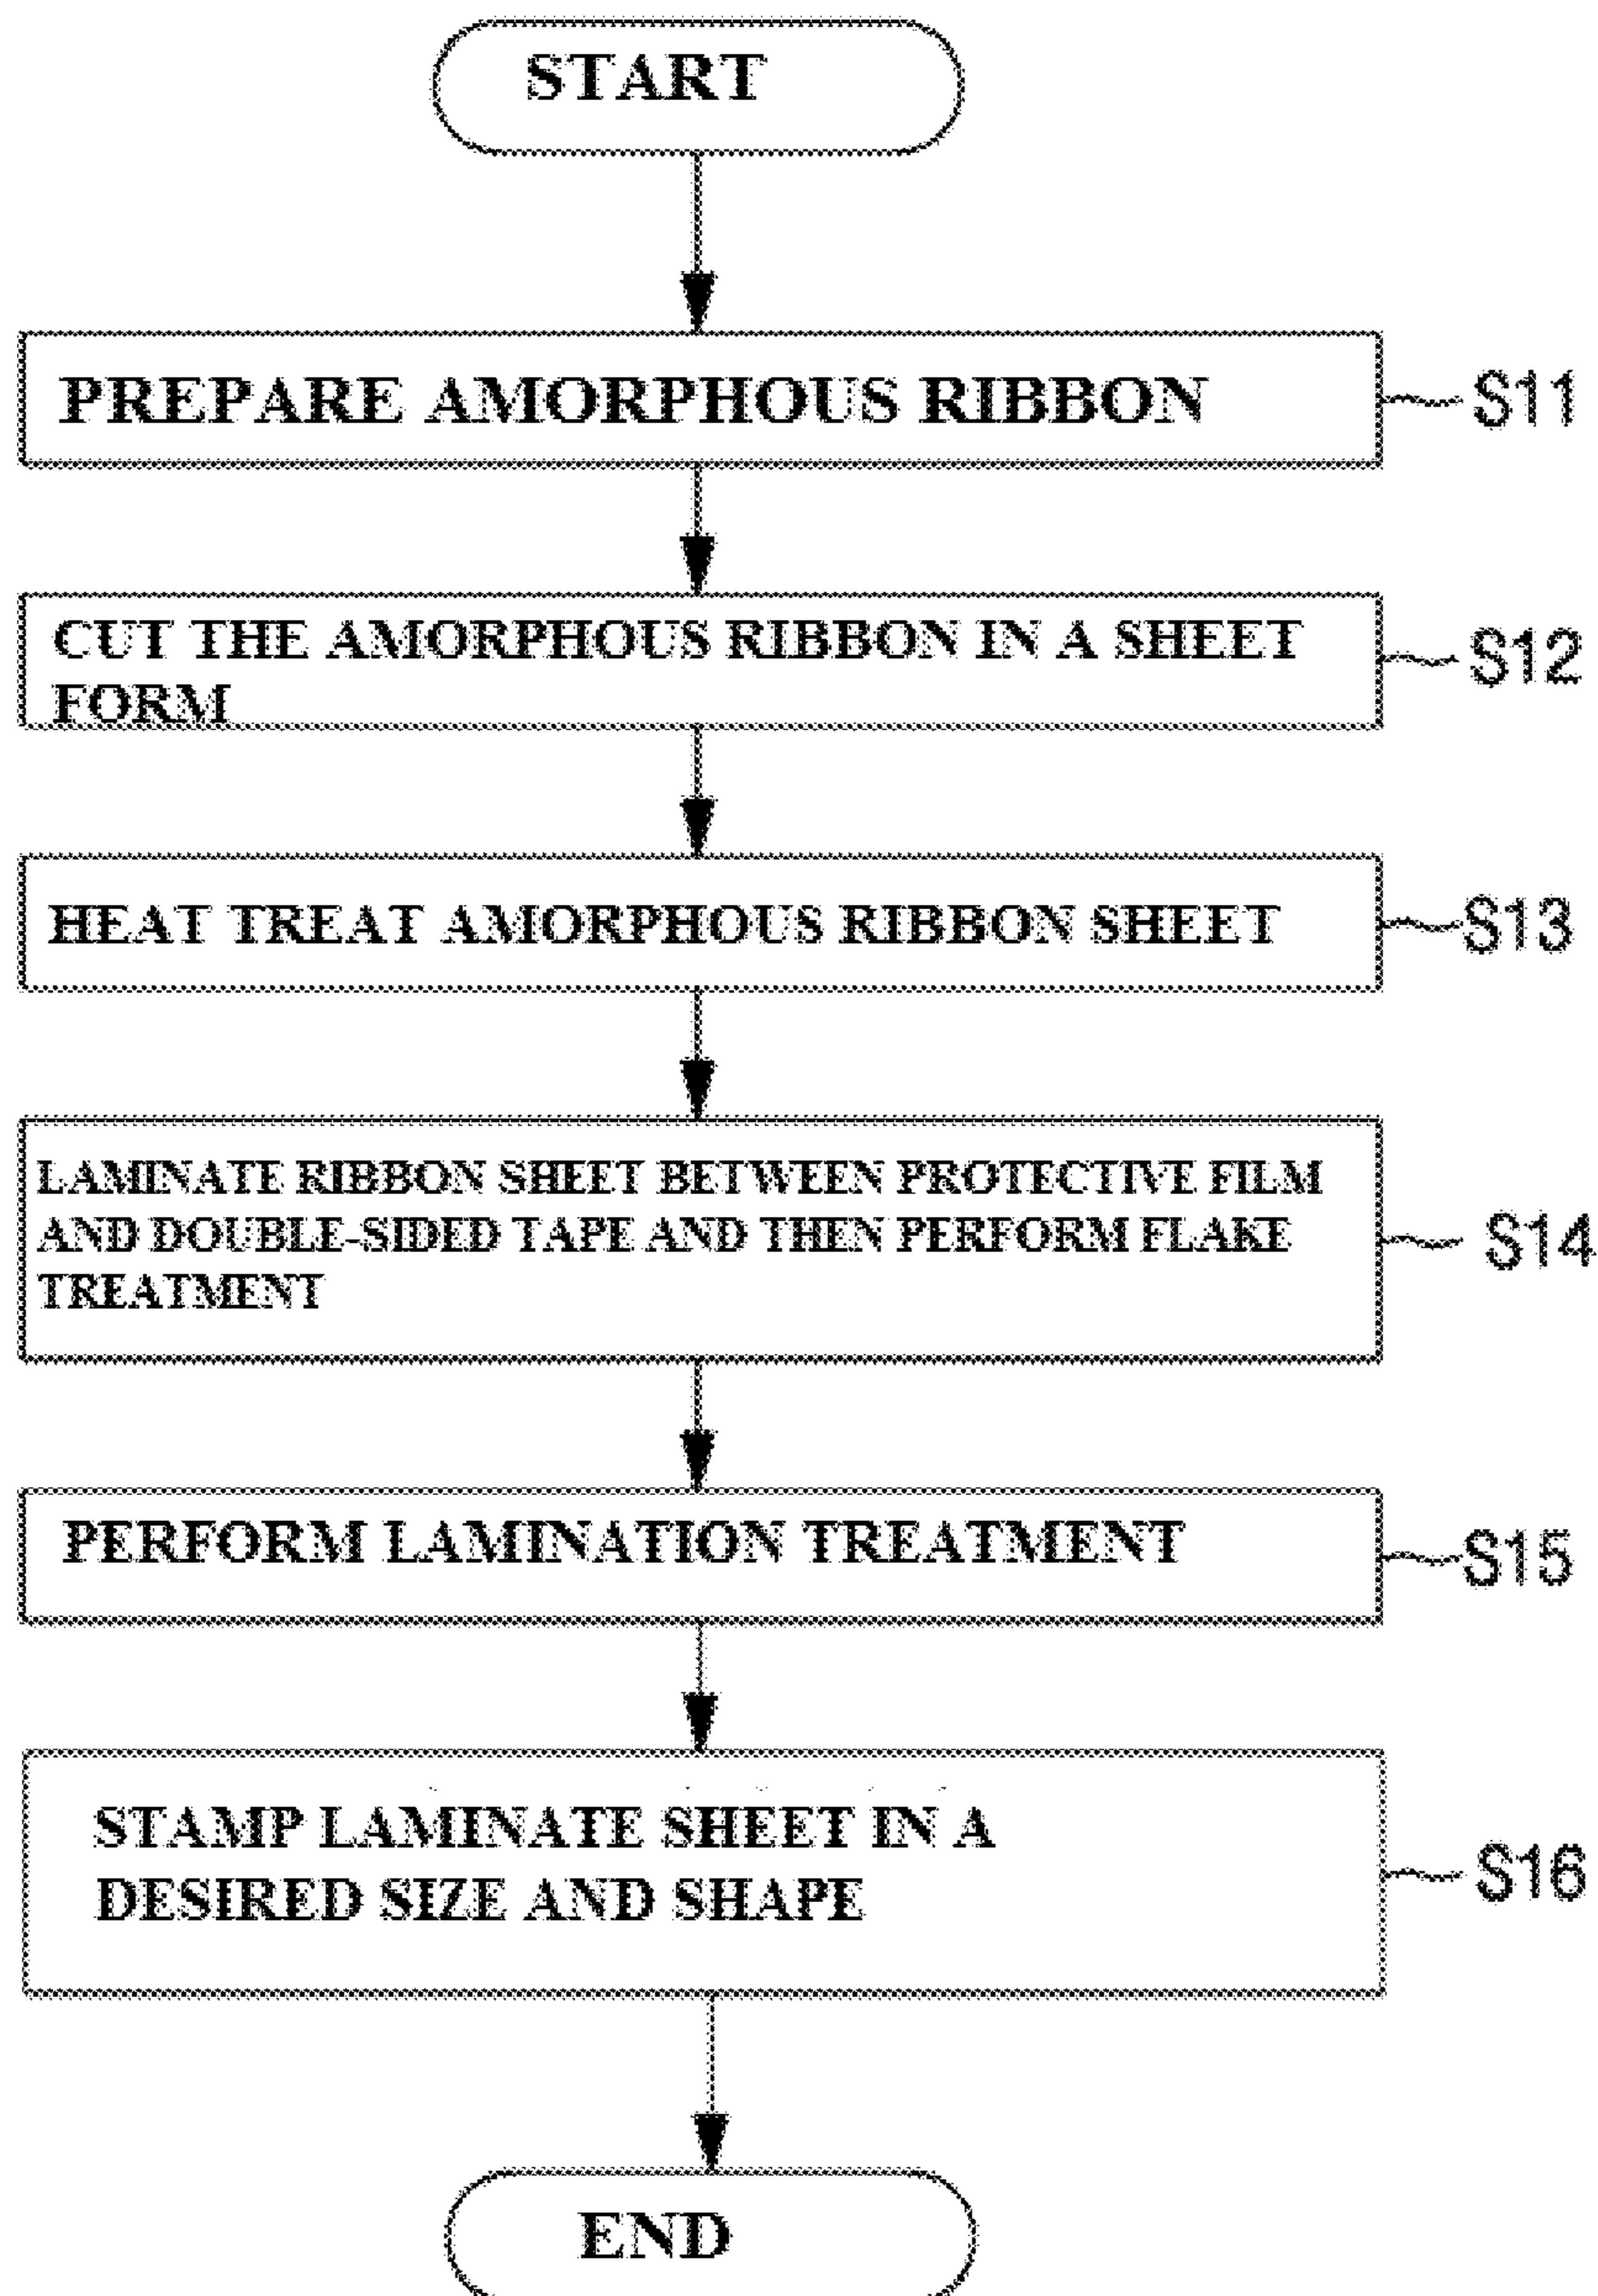 START
PREPARE AMORPHOUS RIBBON
S11
CUT THE AMORPHOUS RIBBON IN A SHEET
FORM
S12
HEAT TREAT AMORPHOUS RIBBON SHEET
S13
LAMINATE RIBBON SHEET BETWEEN PROTECTIVE FILM
AND DOUBLE-SIDED TAPE AND THEN PERFORM FLAKE
TREATMENT
S14
PERFORM LAMINATION TREATMENT
S15
STAMP LAMINATE SHEET IN A
DESIRED SIZE AND SHAPE
S16
END